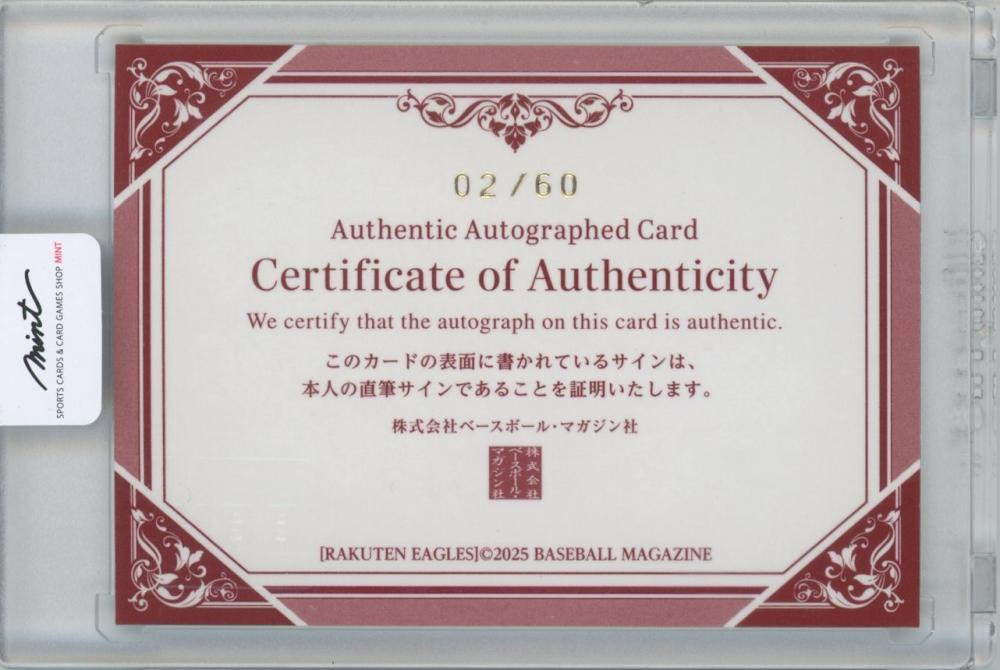 02/60
Authentic Autographed Card
Certificate of Authenticity
We certify that the autograph on this card is authentic.
このカードの表面に書かれているサインは、
本人の直筆サインであることを証明いたします。
株式会社ベースボール・マガジン社
株式会社
ベースボール・
マガジン社
[RAKUTEN EAGLES]©2025 BASEBALL MAGAZINE
mint
SPORTS CARDS & CARD GAMES SHOP MINT